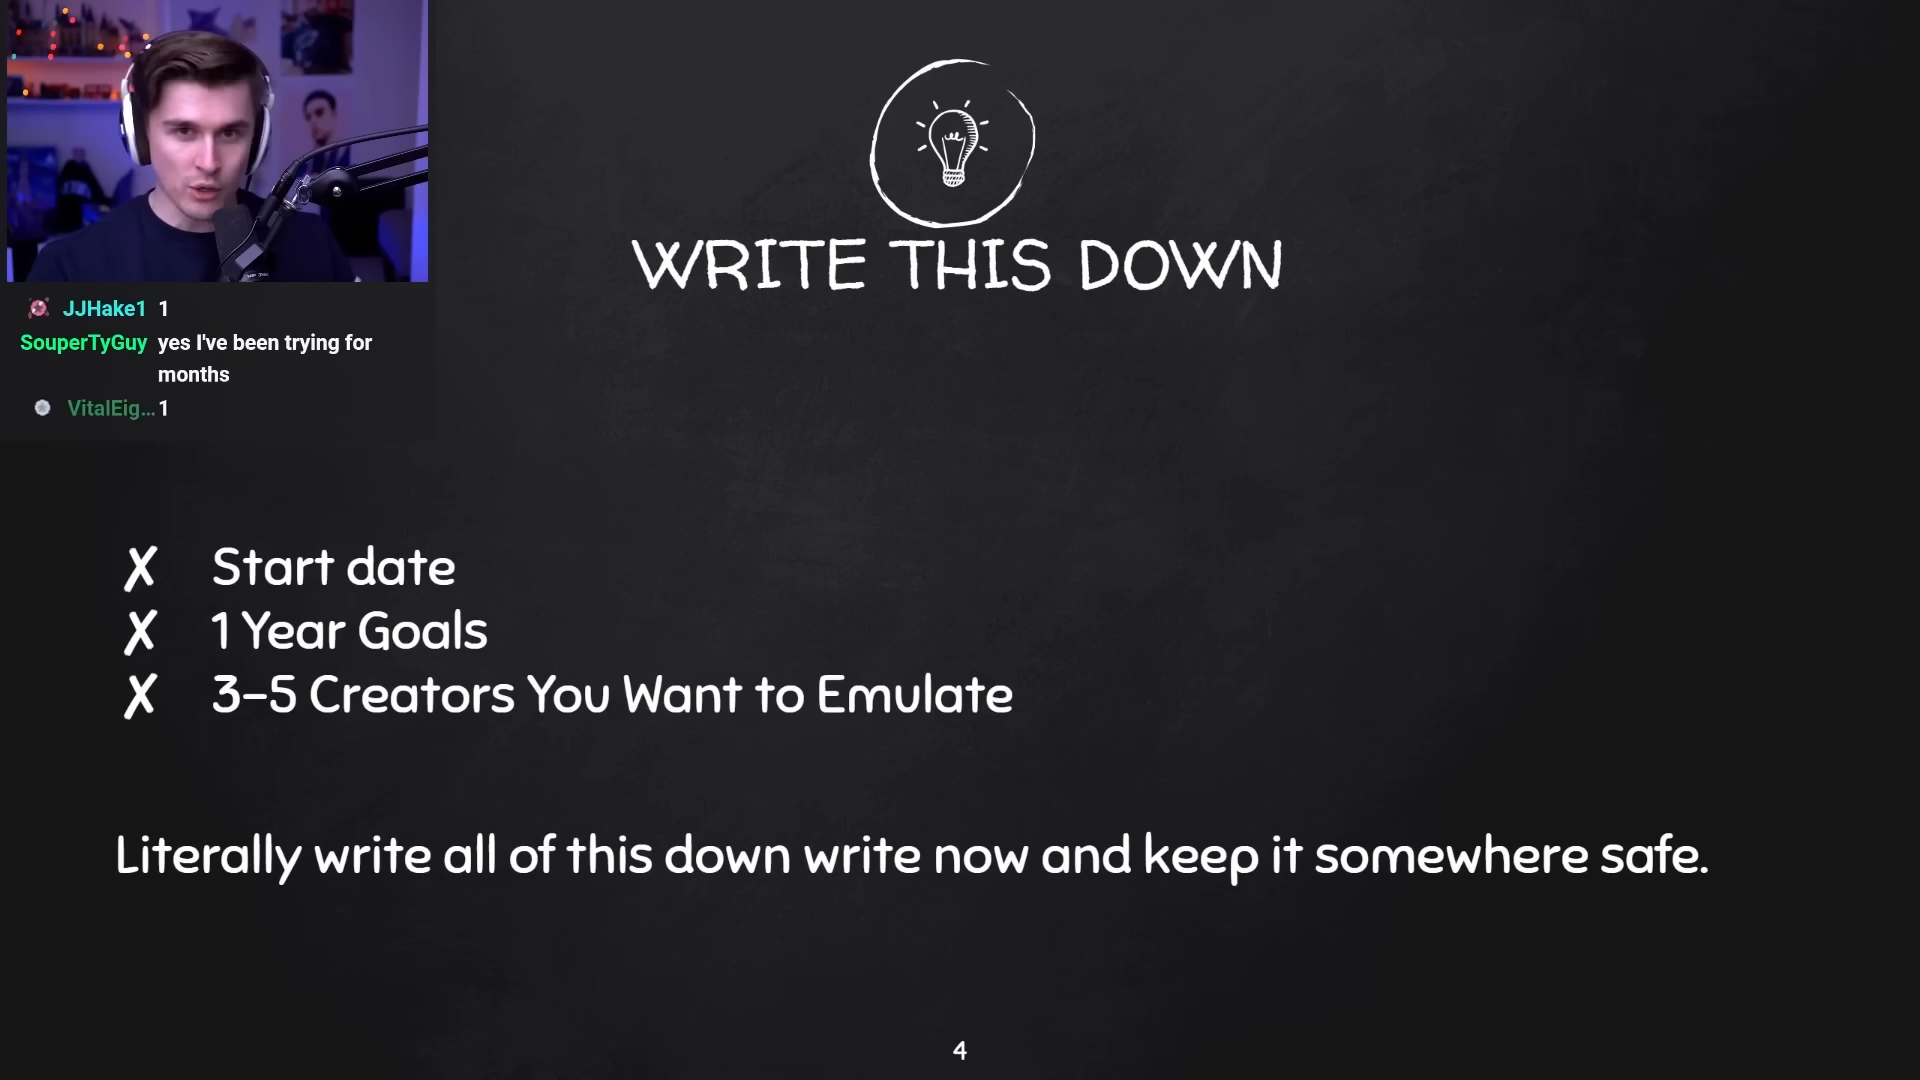 JJHake1 1
SouperTyGuy yes I've been trying for
months
VitalEig... 1
WRITE THIS DOWN
✗ Start date
✗ 1 Year Goals
✗ 3–5 Creators You Want to Emulate
Literally write all of this down write now and keep it somewhere safe.
4